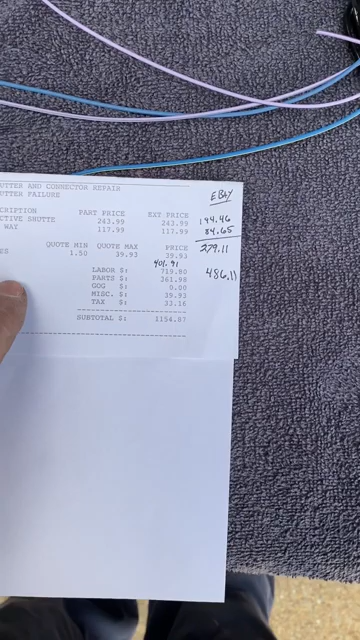 UTTER AND CONNECTOR REPAIR
UTTER FAILURE
EBAY
CRIPTION PART PRICE EXT PRICE
CTIVE SHUTTE 243.99 243.99
WAY 117.99 117.99
194.46
84.65
279.11
QUOTE MIN QUOTE MAX PRICE
ES 1.50 39.93 39.93
401.91
LABOR $: 719.80
PARTS $: 361.98
GOG $: 0.00
MISC. $: 39.93
TAX $: 33.16
486.11
SUBTOTAL $: 1154.87